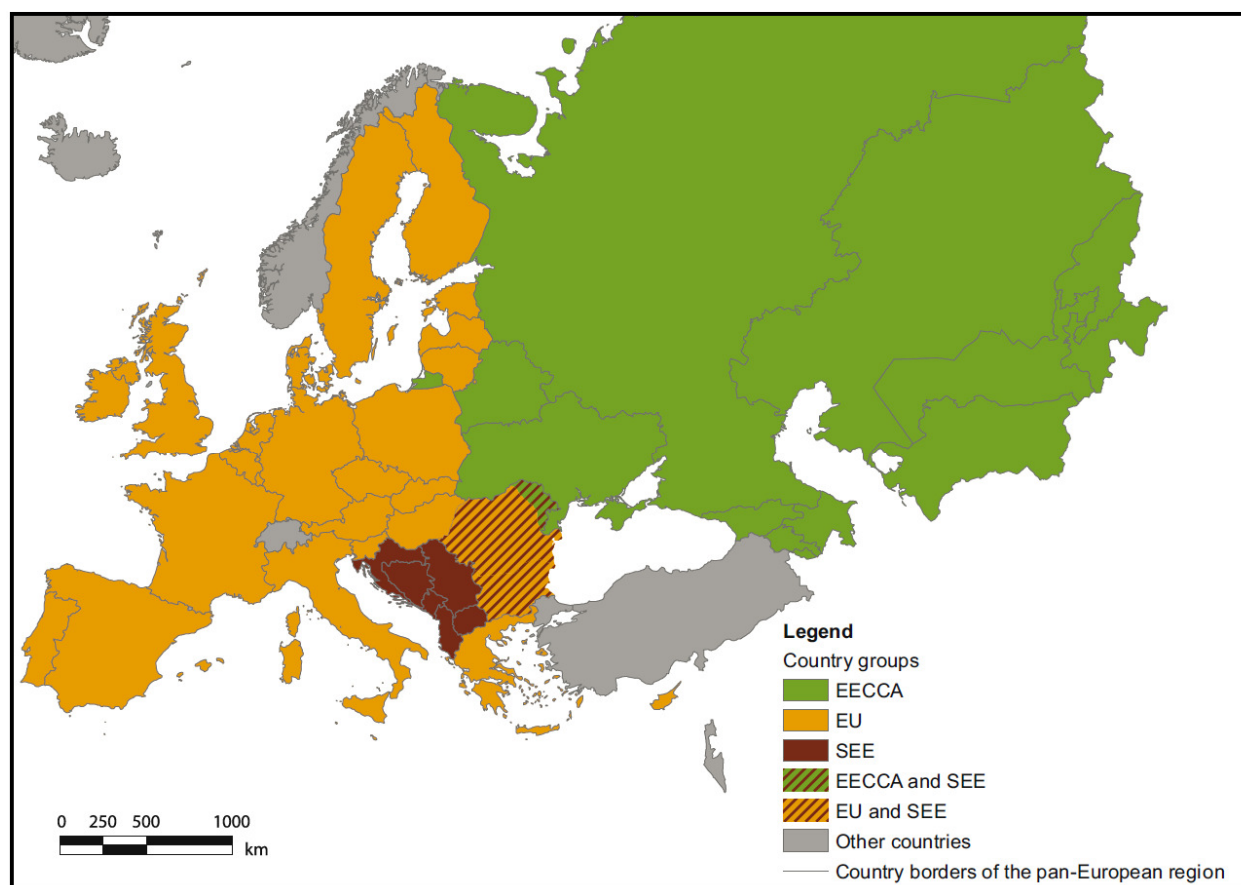 Legend
Country groups
EECCA
EU
SEE
EECCA and SEE
EU and SEE
Other countries
Country borders of the pan-European region
0 250 500 1000
km